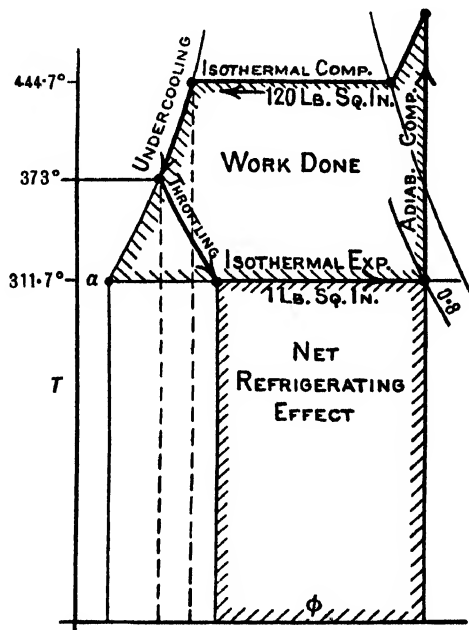 444·7°
ISOTHERMAL COMP.
120 LB. SQ. IN.
UNDERCOOLING
WORK DONE
ADIAB. COMP.
373°
THROTTLING
ISOTHERMAL EXP.
311·7°
α
1 LB. SQ. IN.
0·8
NET
REFRIGERATING
EFFECT
T
ϕ